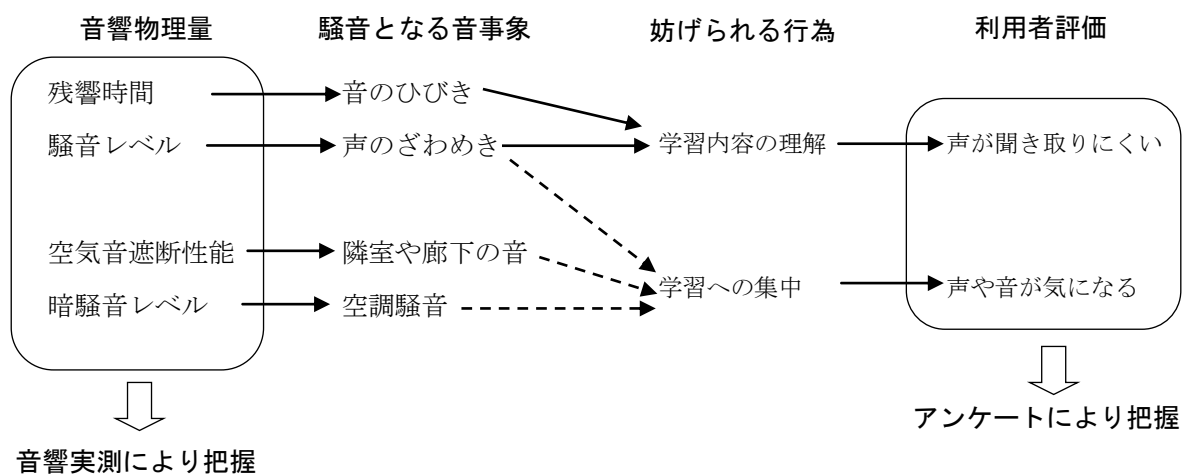 音響物理量 騒音となる音事象 妨げられる行為 利用者評価
残響時間 音のひびき
騒音レベル 声のざわめき 学習内容の理解 声が聞き取りにくい
空気音遮断性能 隣室や廊下の音
学習への集中 声や音が気になる
暗騒音レベル 空調騒音
アンケートにより把握
音響実測により把握